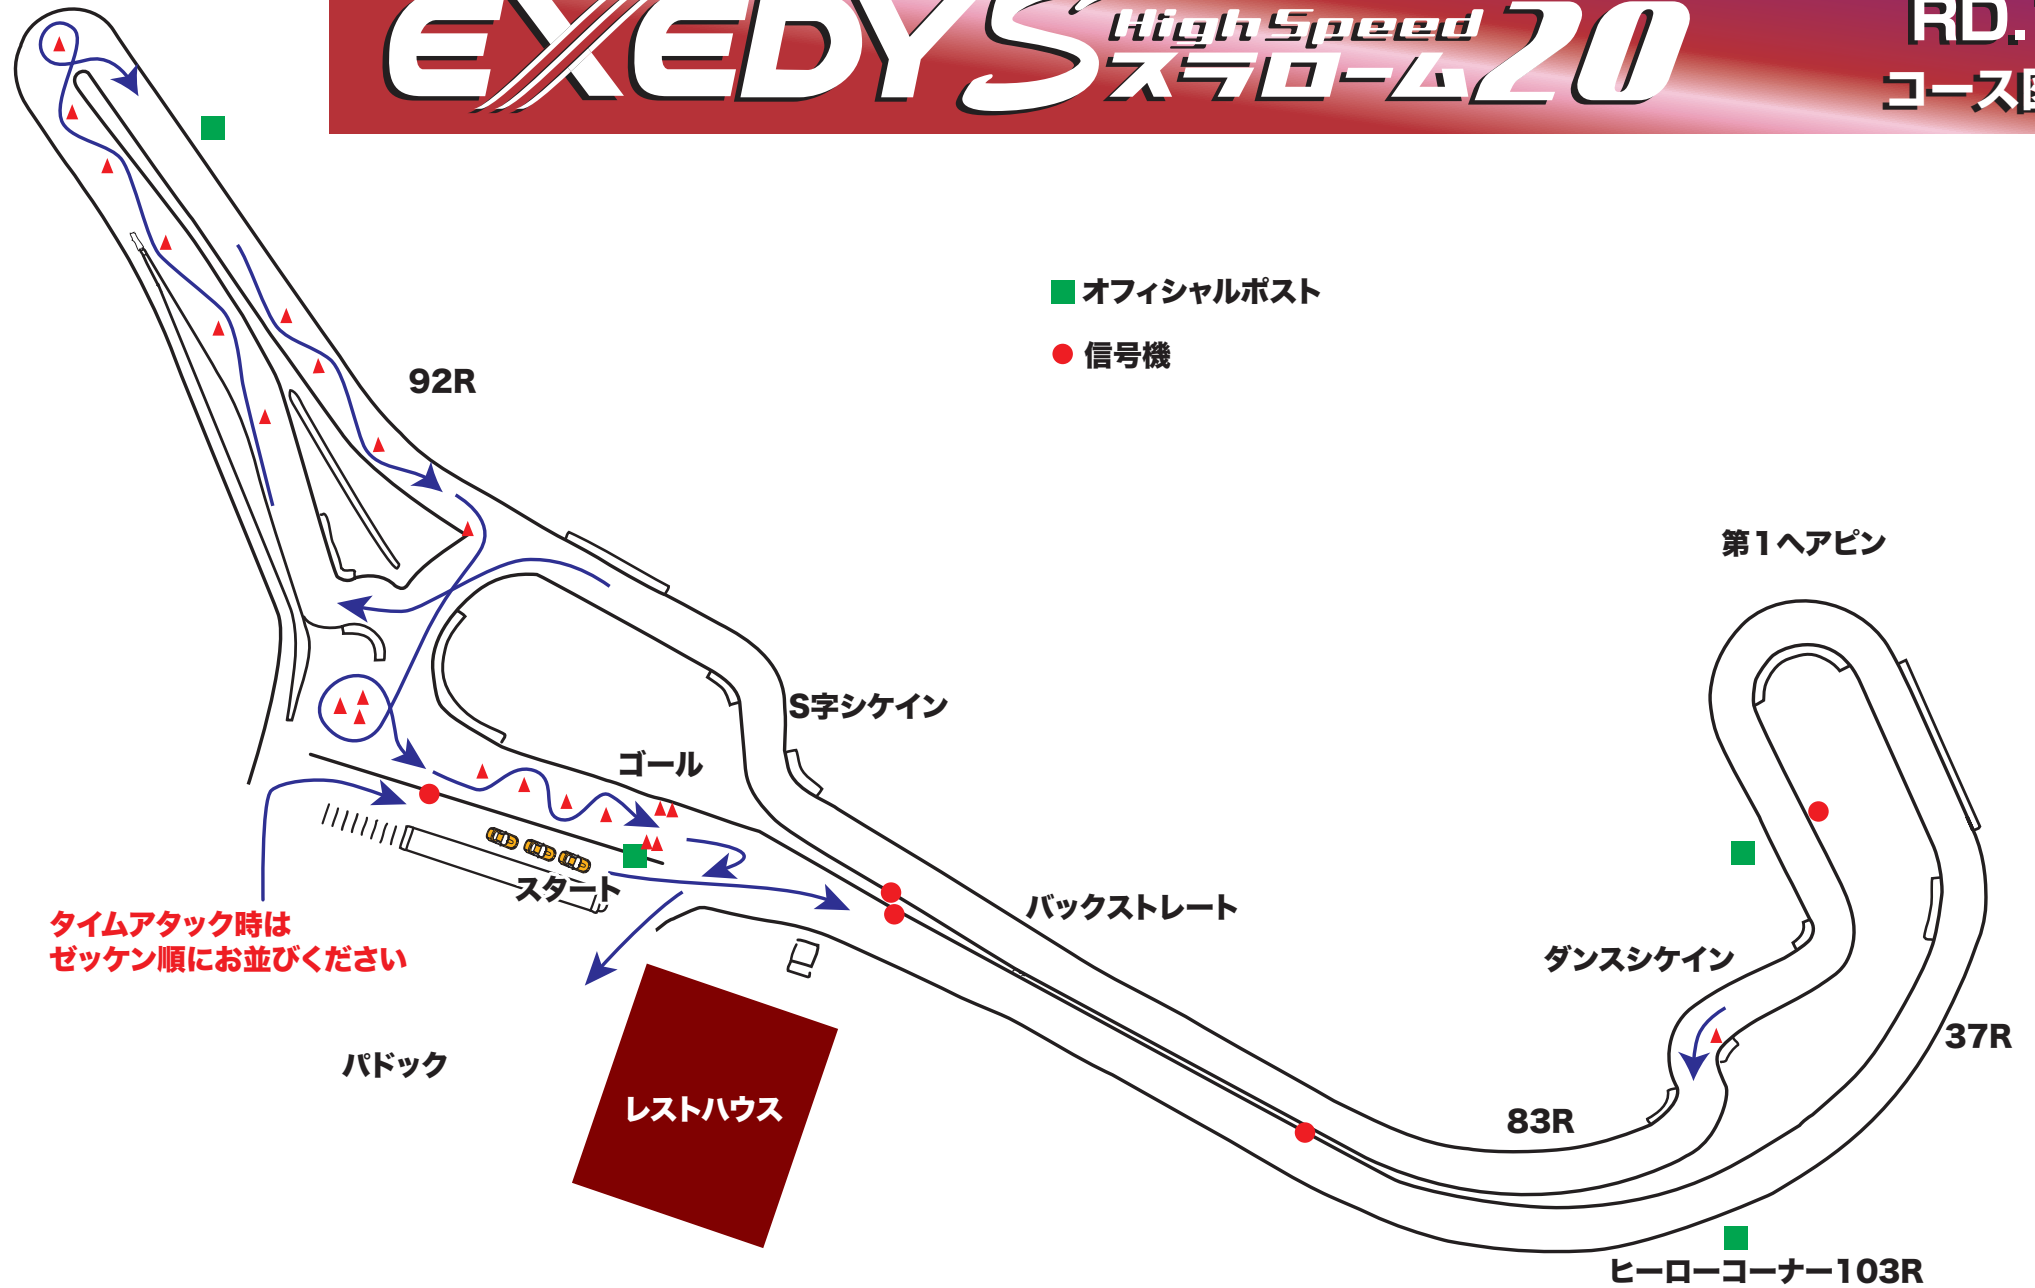 EXEDY S High Speed
スラローム 20
RD.
コース
オフィシャルポスト
信号機
92R
第1ヘアピン
S字シケイン
ゴール
スタート
バックストレート
タイムアタック時は
ゼッケン順にお並びください
ダンスシケイン
37R
パドック
レストハウス
83R
ヒーローコーナー103R